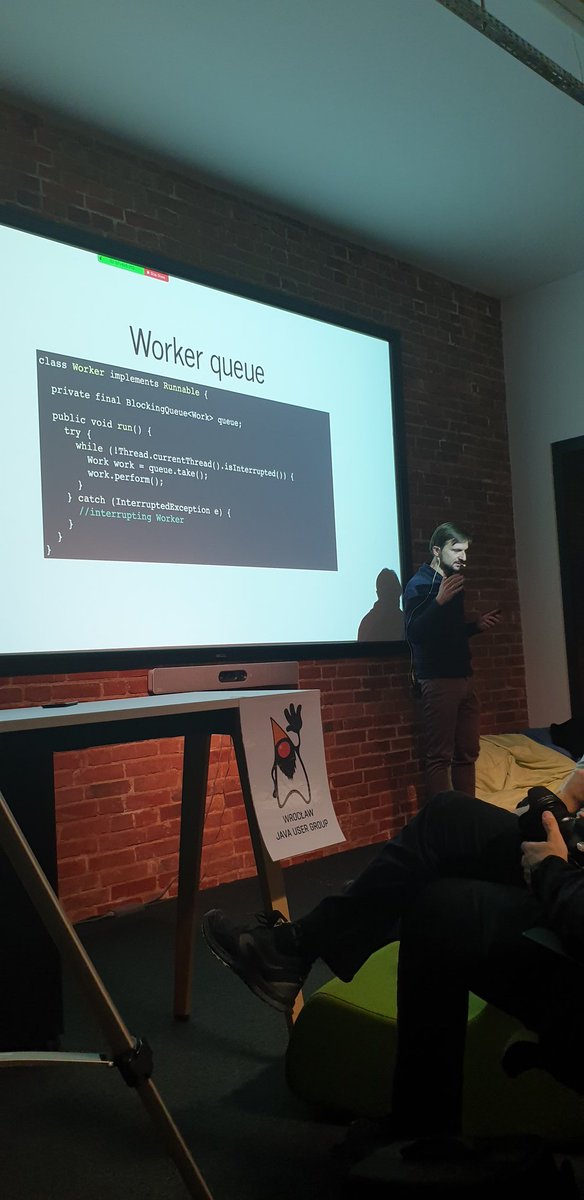 Worker queue
class Worker implements Runnable {
private final BlockingQueue<Work> queue;
public void run() {
try {
while (!Thread.currentThread().isInterrupted()) {
Work work = queue.take();
work.perform();
}
} catch (InterruptedException e) {
//interrupting Worker
}
}
}
WROCŁAW
JAVA USER GROUP